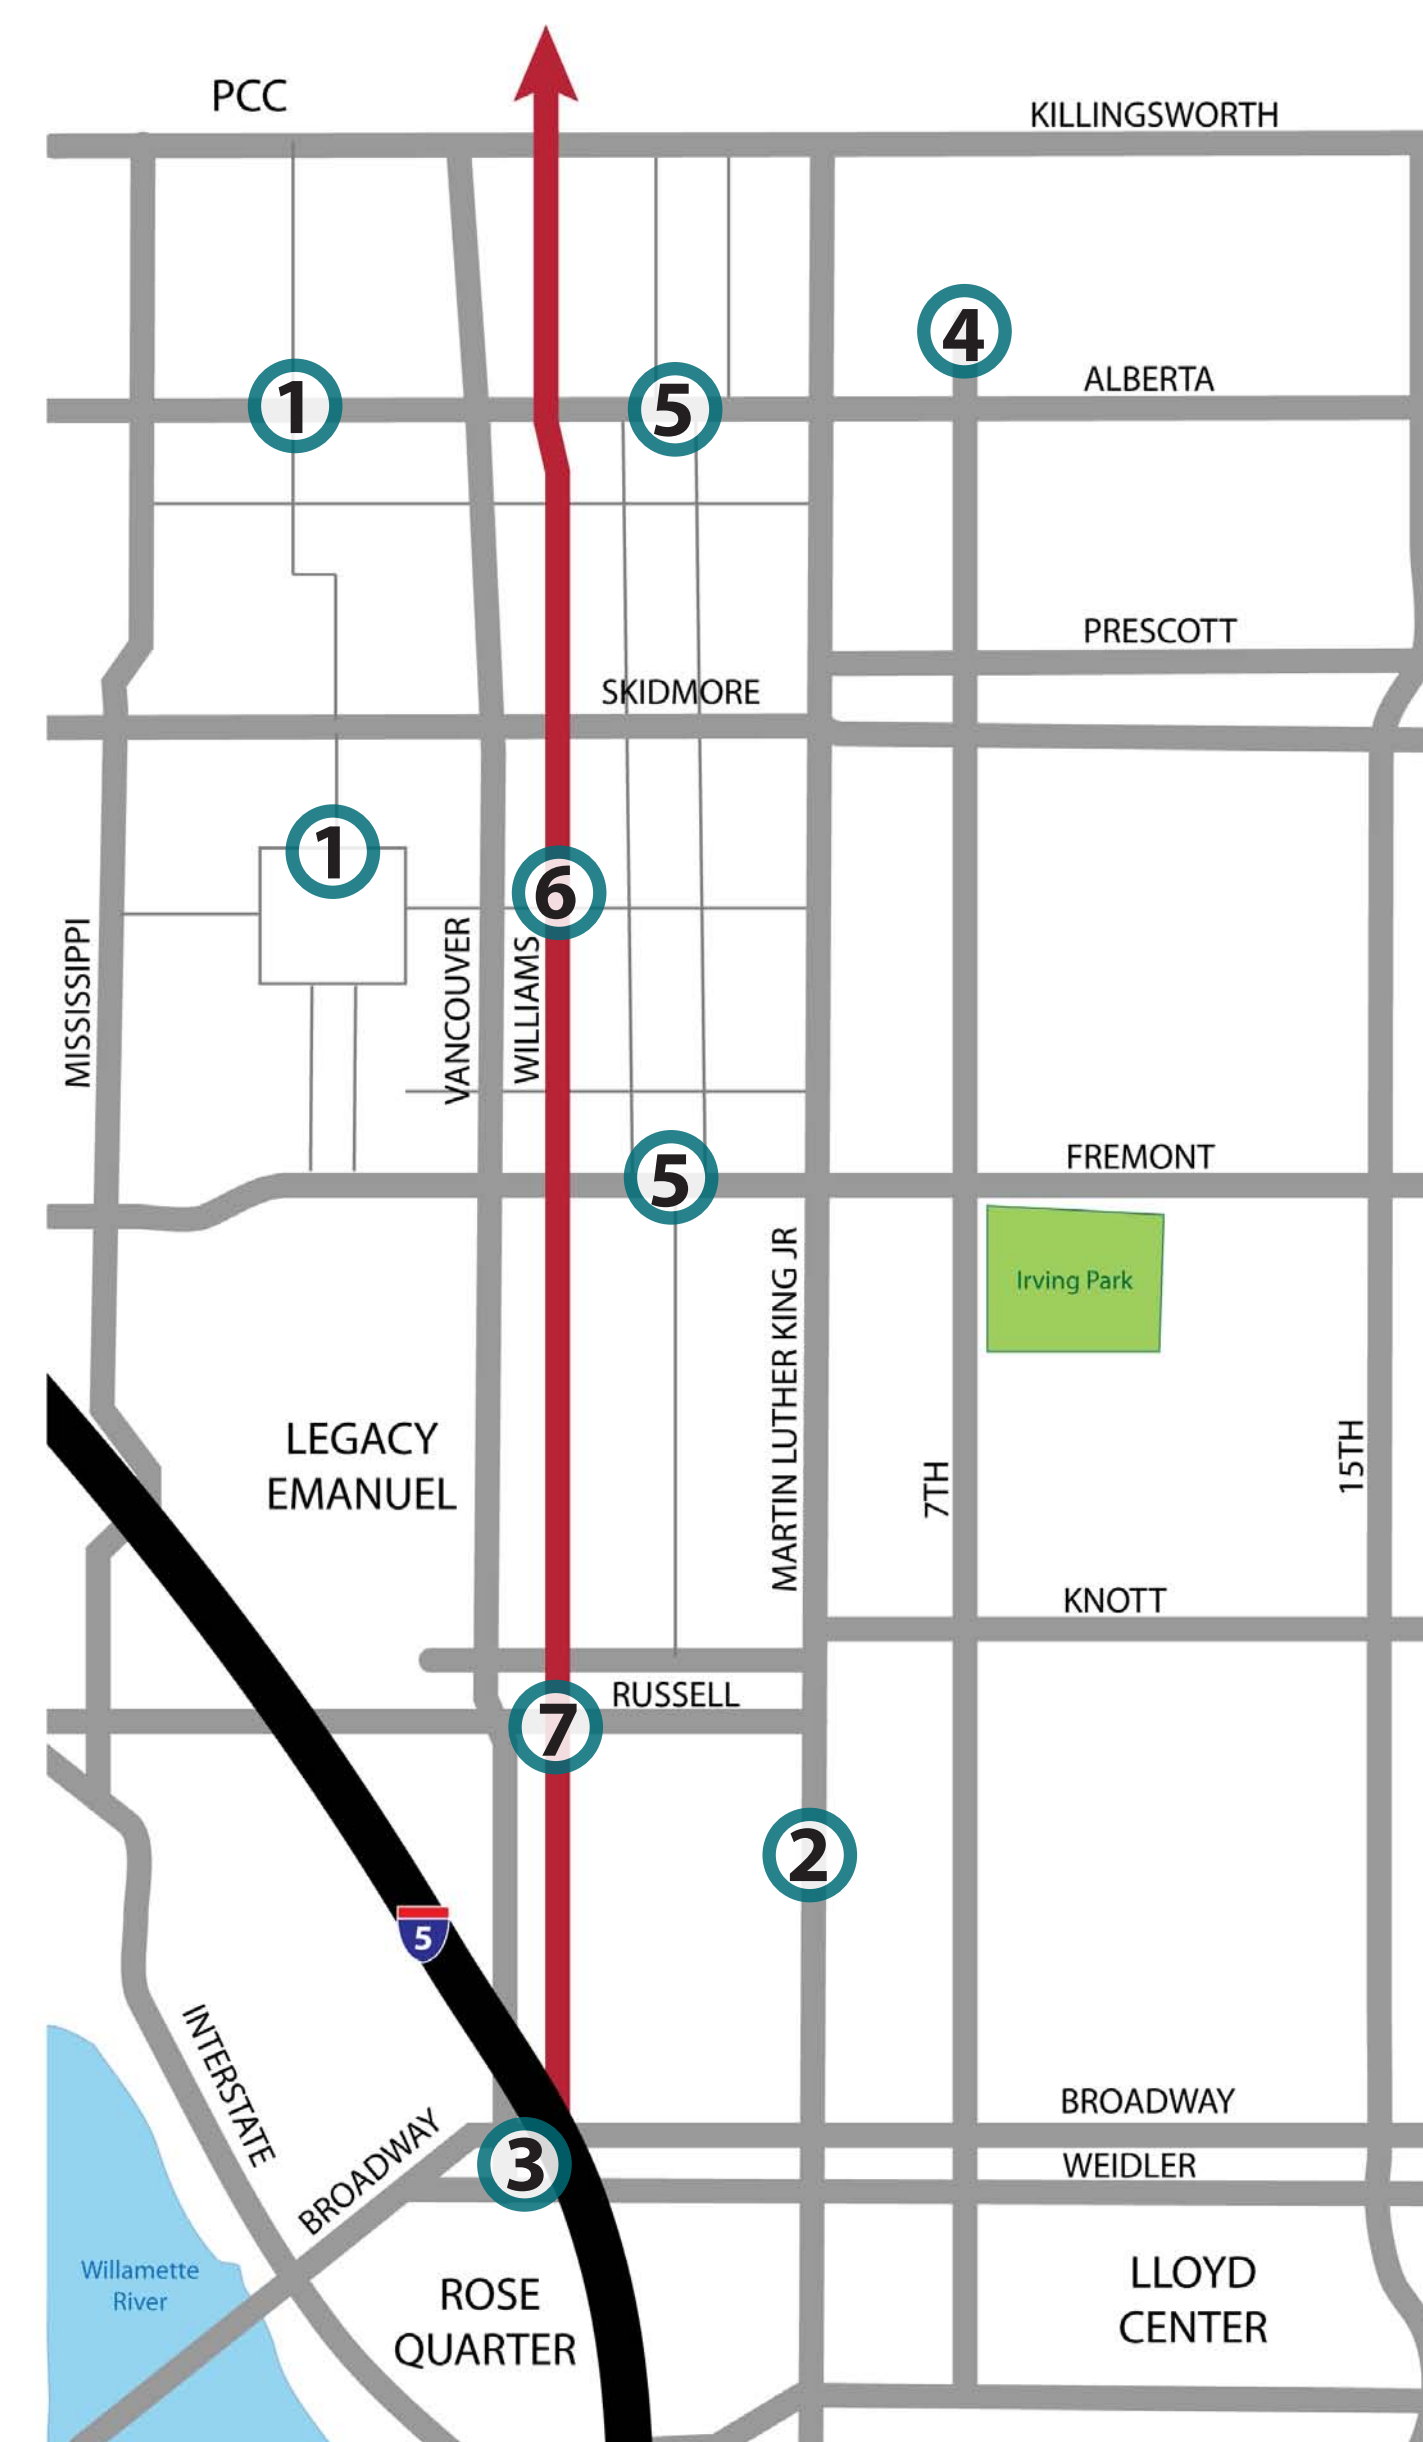 PCC
KILLINGSWORTH
4
ALBERTA
1
5
PRESCOTT
SKIDMORE
1
6
MISSISSIPPI
VANCOUVER
WILLIAMS
FREMONT
5
Irving Park
MARTIN LUTHER KING JR
LEGACY
EMANUEL
7TH
15TH
KNOTT
RUSSELL
7
2
5
INTERSTATE
BROADWAY
BROADWAY
WEIDLER
3
Willamette
River
ROSE
QUARTER
LLOYD
CENTER